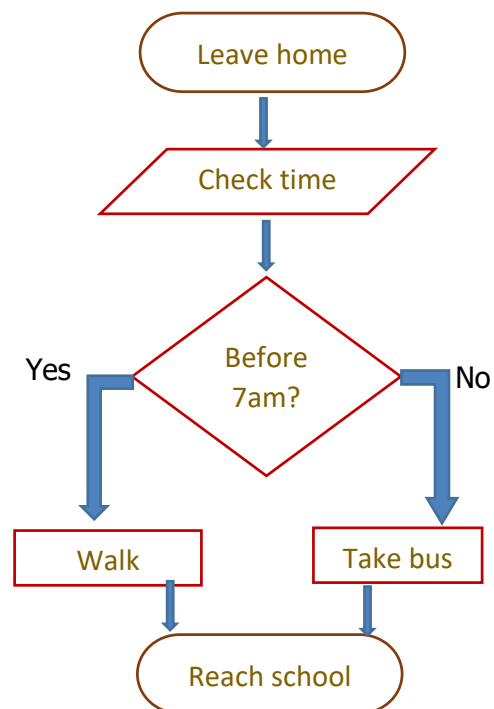 Leave home
Check time
Before
7am?
Yes
No
Walk
Take bus
Reach school